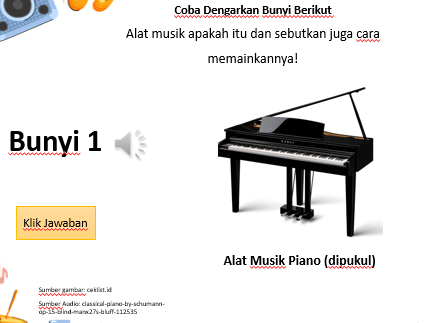 Coba Dengarkan Bunyi Berikut
Alat musik apakah itu dan sebutkan juga cara
memainkannya!
Bunyi 1
Klik Jawaban
Alat Musik Piano (dipukul)
Sumber gambar: ceklist.id
Sumber Audio: classical-piano-by-schumann-
op-15-blind-manx27s-bluff-112535